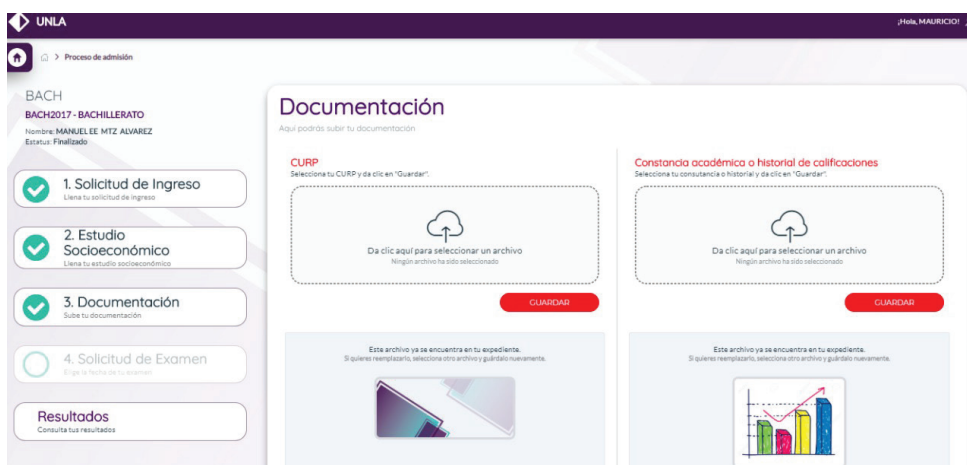 UNLA
¡Hola, MAURICIO!
Proceso de admisión
BACH
BACH2017 - BACHILLERATO
Nombre: MANUEL EE MTZ ALVAREZ
Estatus: Finalizado
1. Solicitud de Ingreso
Llena tu solicitud de ingreso
2. Estudio
Socioeconómico
Llena tu estudio socioeconómico
3. Documentación
Sube tu documentación
4. Solicitud de Examen
Elige la fecha de tu examen
Resultados
Consulta tus resultados
Documentación
Aquí podrás subir tu documentación
CURP
Selecciona tu CURP y da clic en "Guardar".
Da clic aquí para seleccionar un archivo
Ningún archivo ha sido seleccionado
GUARDAR
Este archivo ya se encuentra en tu expediente.
Si quieres reemplazarlo, selecciona otro archivo y guárdalo nuevamente.
Constancia académica o historial de calificaciones
Selecciona tu consutancia o historial y da clic en "Guardar".
Da clic aquí para seleccionar un archivo
Ningún archivo ha sido seleccionado
GUARDAR
Este archivo ya se encuentra en tu expediente.
Si quieres reemplazarlo, selecciona otro archivo y guárdalo nuevamente.